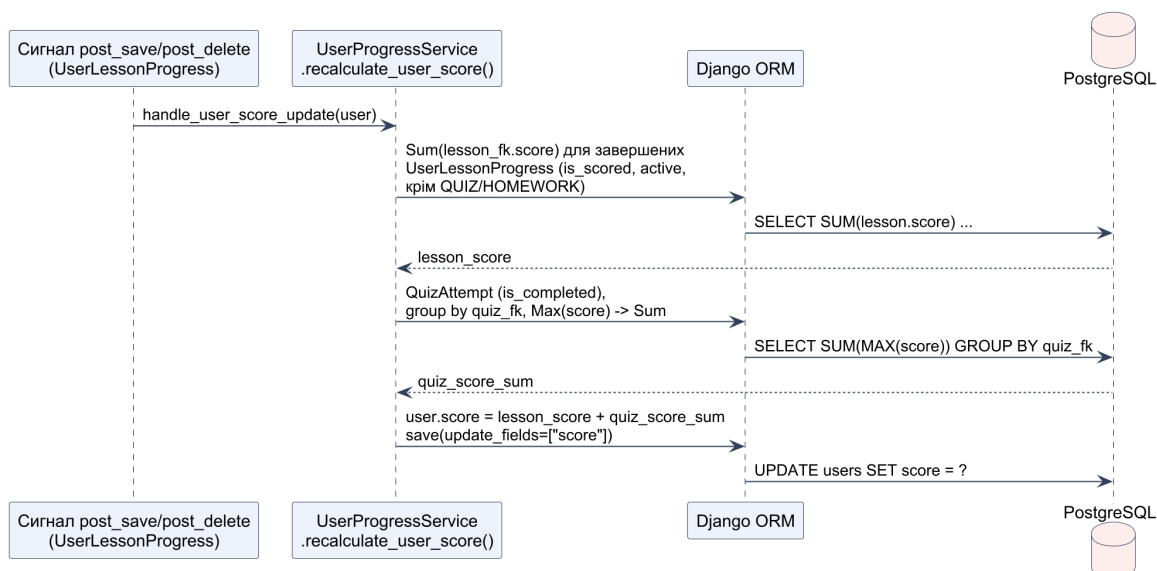 Сигнал post_save/post_delete
(UserLessonProgress)
UserProgressService
.recalculate_user_score()
Django ORM
PostgreSQL
handle_user_score_update(user)
Sum(lesson_fk.score) для завершених
UserLessonProgress (is_scored, active,
крім QUIZ/HOMEWORK)
SELECT SUM(lesson.score) ...
lesson_score
QuizAttempt (is_completed),
group by quiz_fk, Max(score) -> Sum
SELECT SUM(MAX(score)) GROUP BY quiz_fk
quiz_score_sum
user.score = lesson_score + quiz_score_sum
save(update_fields=["score"])
UPDATE users SET score = ?
Сигнал post_save/post_delete
(UserLessonProgress)
UserProgressService
.recalculate_user_score()
Django ORM
PostgreSQL